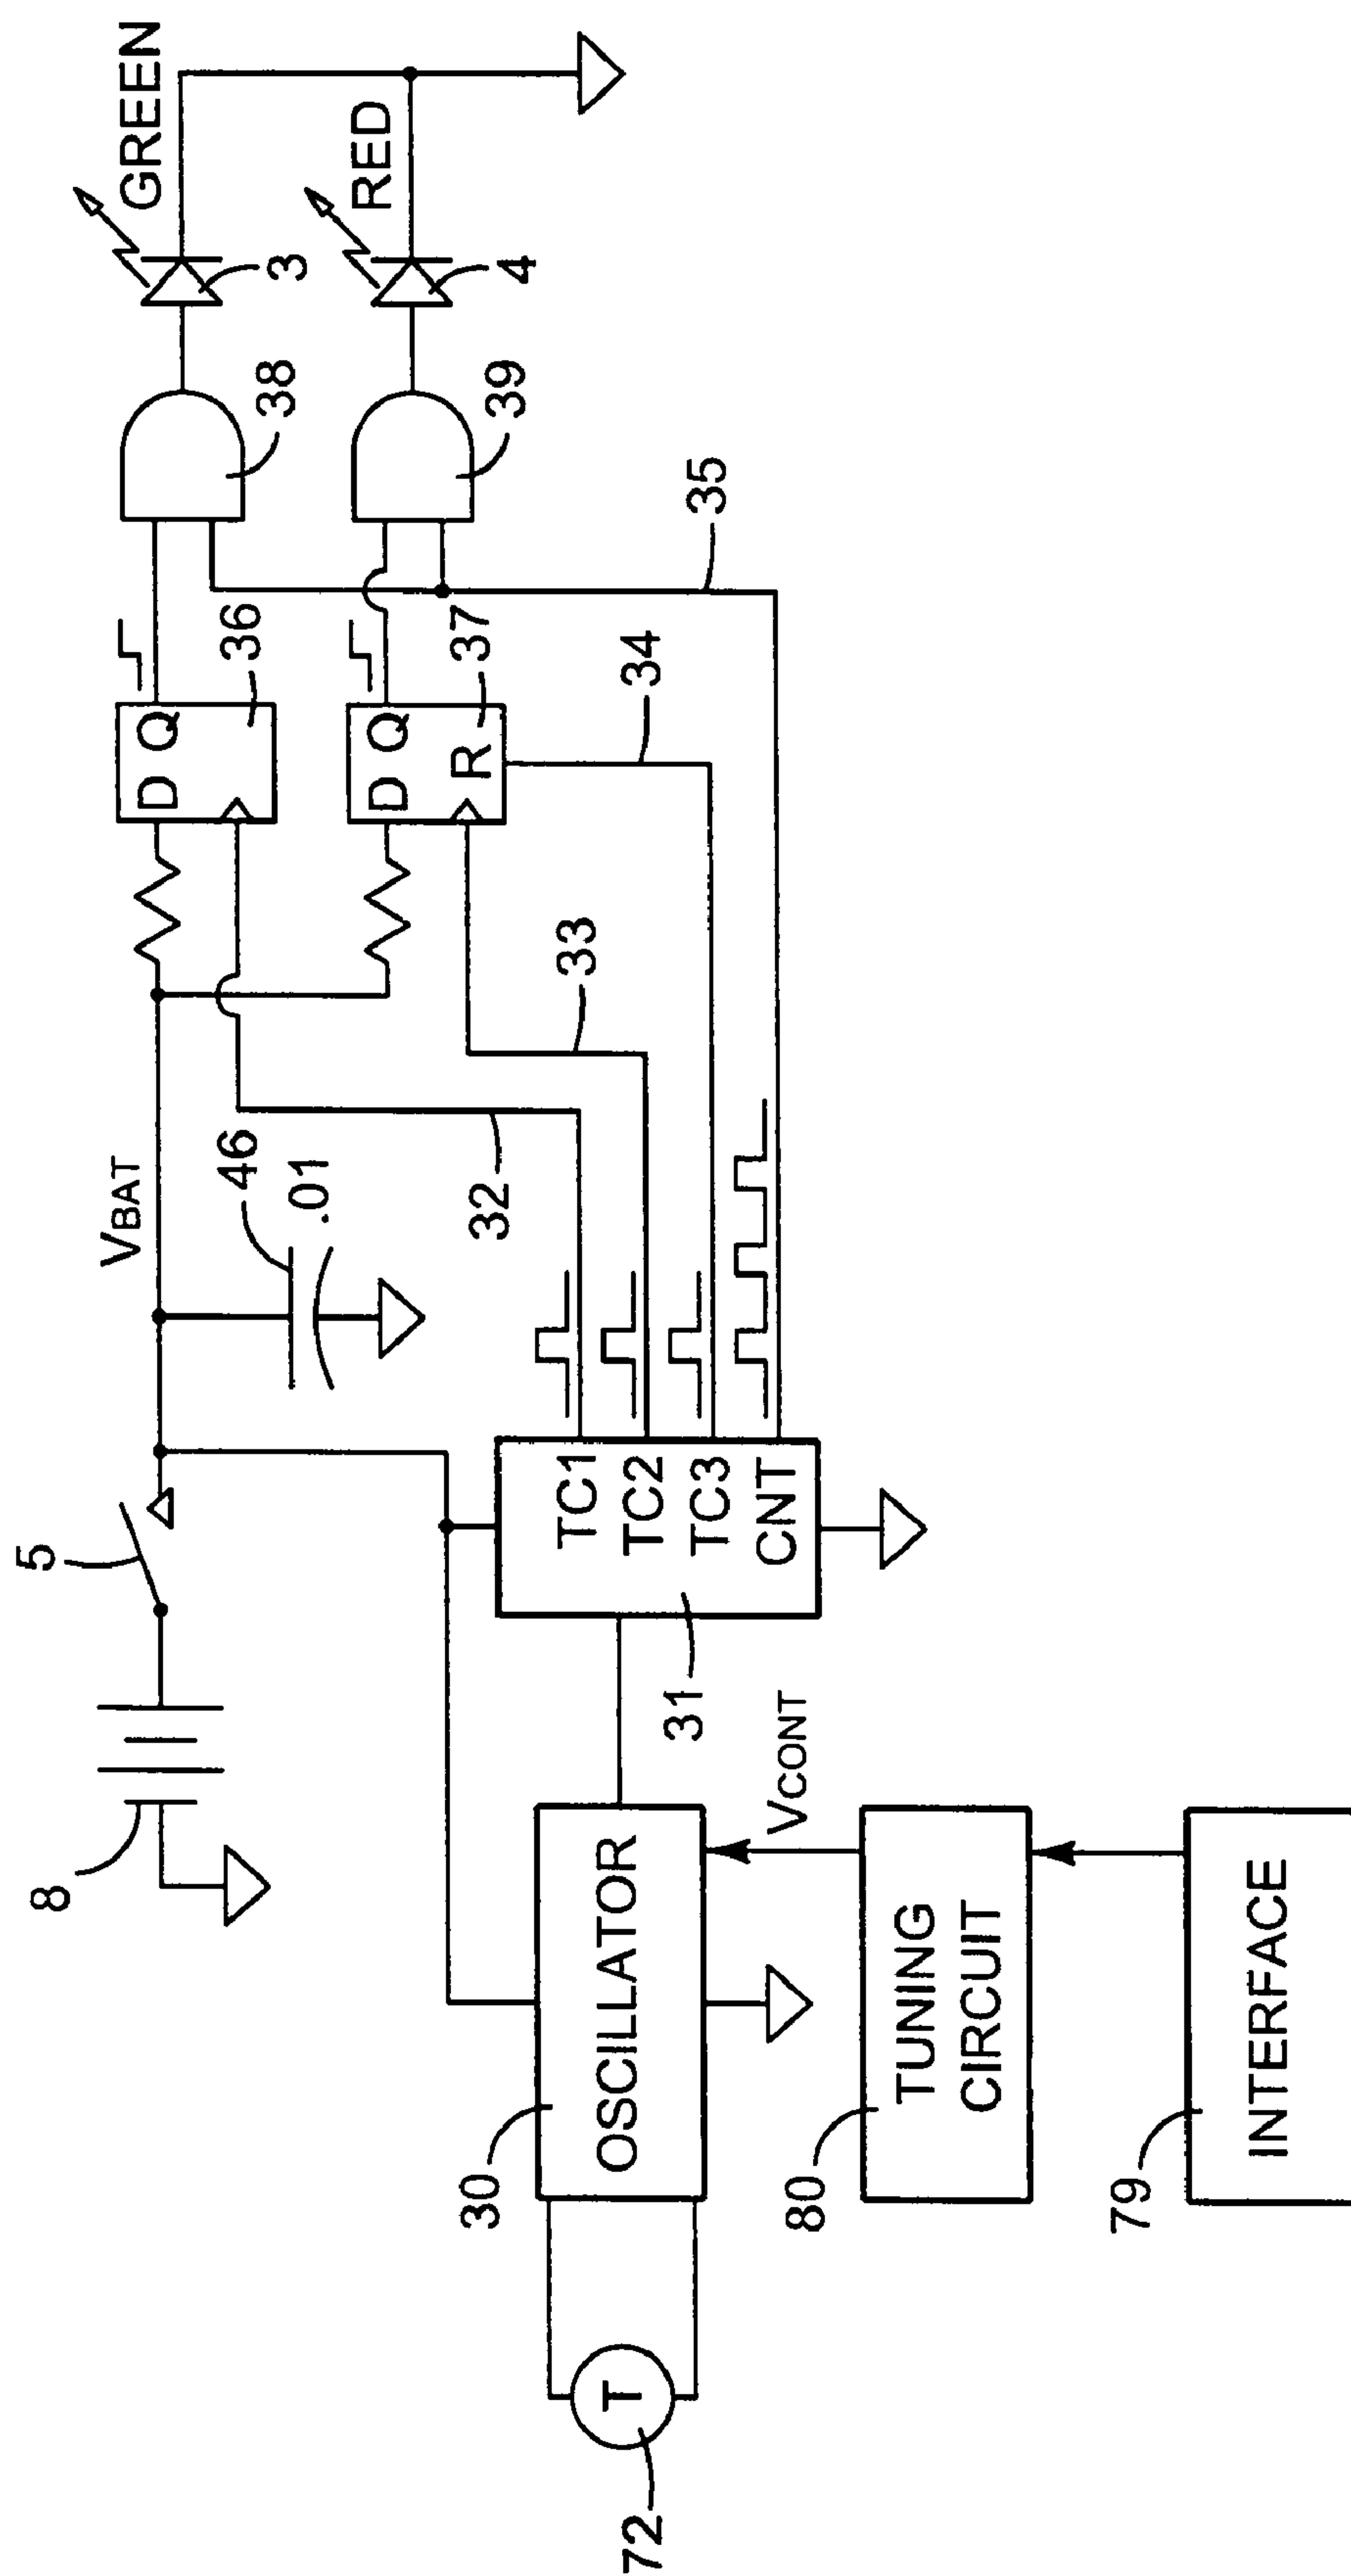 GREEN
3
RED
4
38
39
35
D Q
36
D Q
R
37
34
33
32
VBAT
46
.01
5
8
TC1
TC2
TC3
CNT
31
OSCILLATOR
30
VCONT
TUNING
CIRCUIT
80
INTERFACE
79
T
72